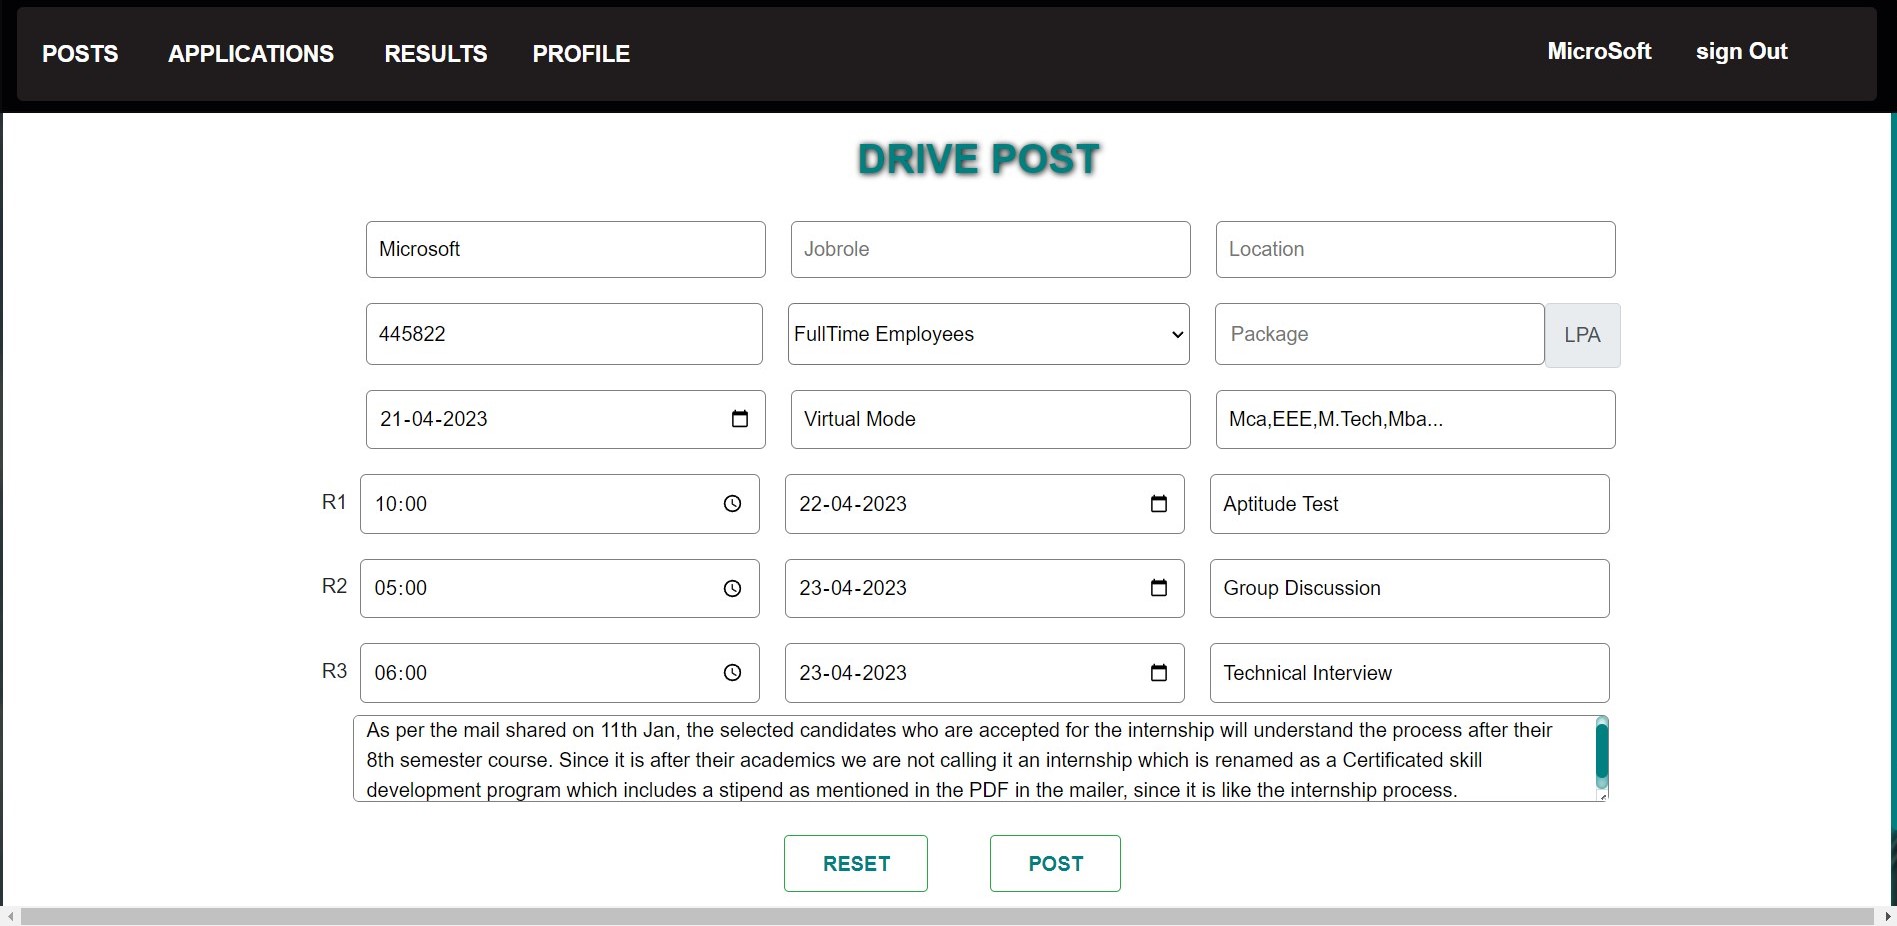 POSTS APPLICATIONS RESULTS PROFILE MicroSoft sign Out
DRIVE POST
Microsoft Jobrole Location
445822 FullTime Employees Package LPA
21-04-2023 Virtual Mode Mca,EEE,M.Tech,Mba...
R1 10:00 22-04-2023 Aptitude Test
R2 05:00 23-04-2023 Group Discussion
R3 06:00 23-04-2023 Technical Interview
As per the mail shared on 11th Jan, the selected candidates who are accepted for the internship will understand the process after their
8th semester course. Since it is after their academics we are not calling it an internship which is renamed as a Certificated skill
development program which includes a stipend as mentioned in the PDF in the mailer, since it is like the internship process.
RESET POST